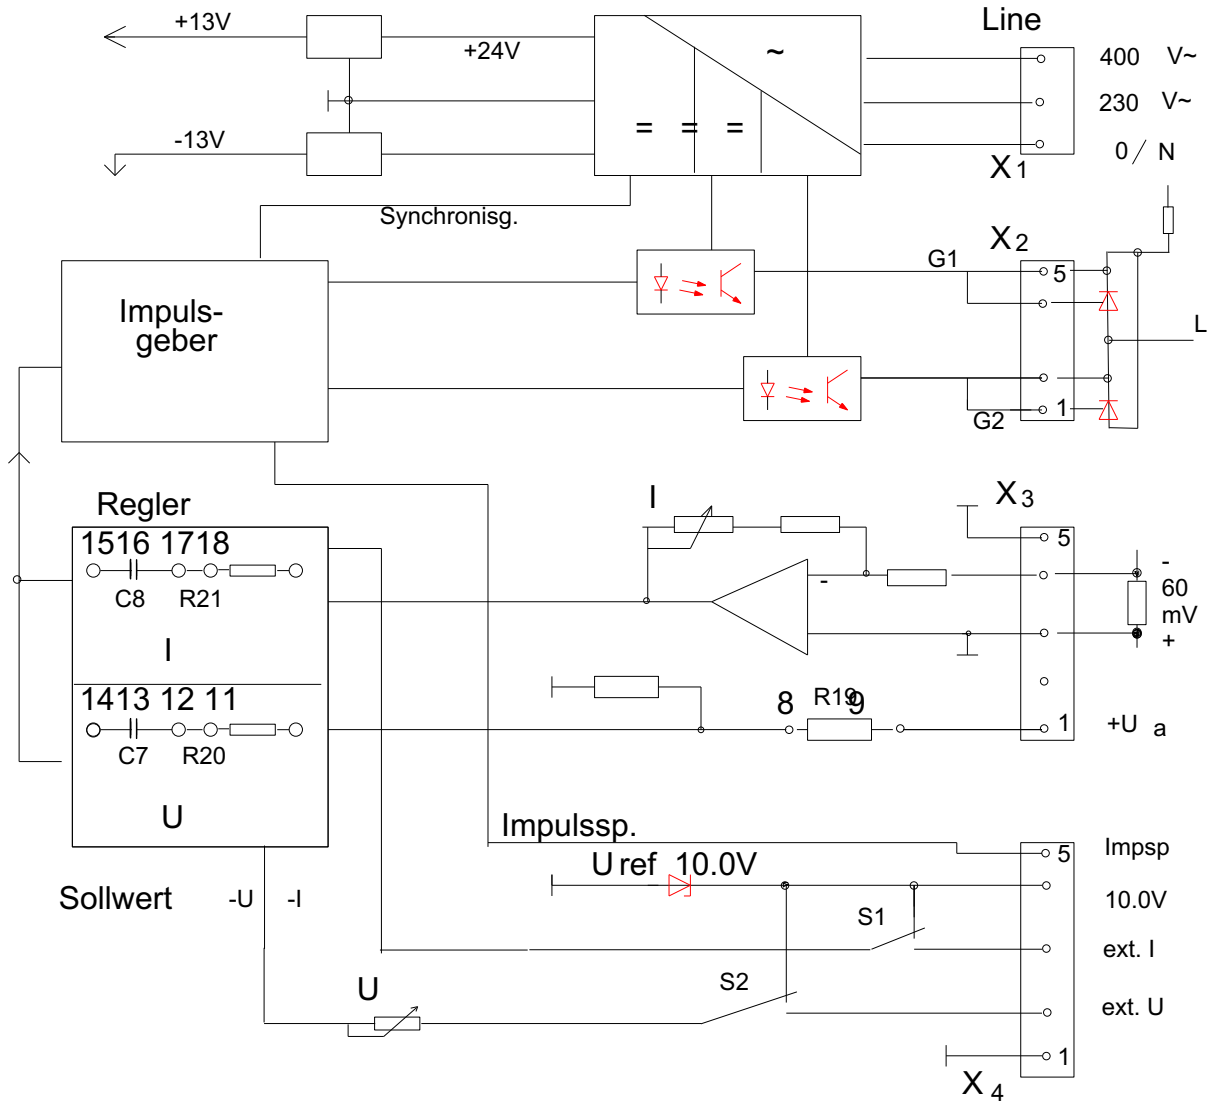 +13V
+24V
~
Line
400 V~
-13V
= = =
230 V~
0 / N
X1
Synchronisg.
X2
G1
5
Impuls-
geber
L
1
G2
Regler
I
X3
1516 1718
5
C8 R21
-
-
60
mV
+
I
1413 12 11
8 R19 9
1
+U a
C7 R20
U
Impulssp.
5
Impsp
U ref 10.0V
Sollwert -U -I
10.0V
S1
ext. I
U
S2
ext. U
1
X4